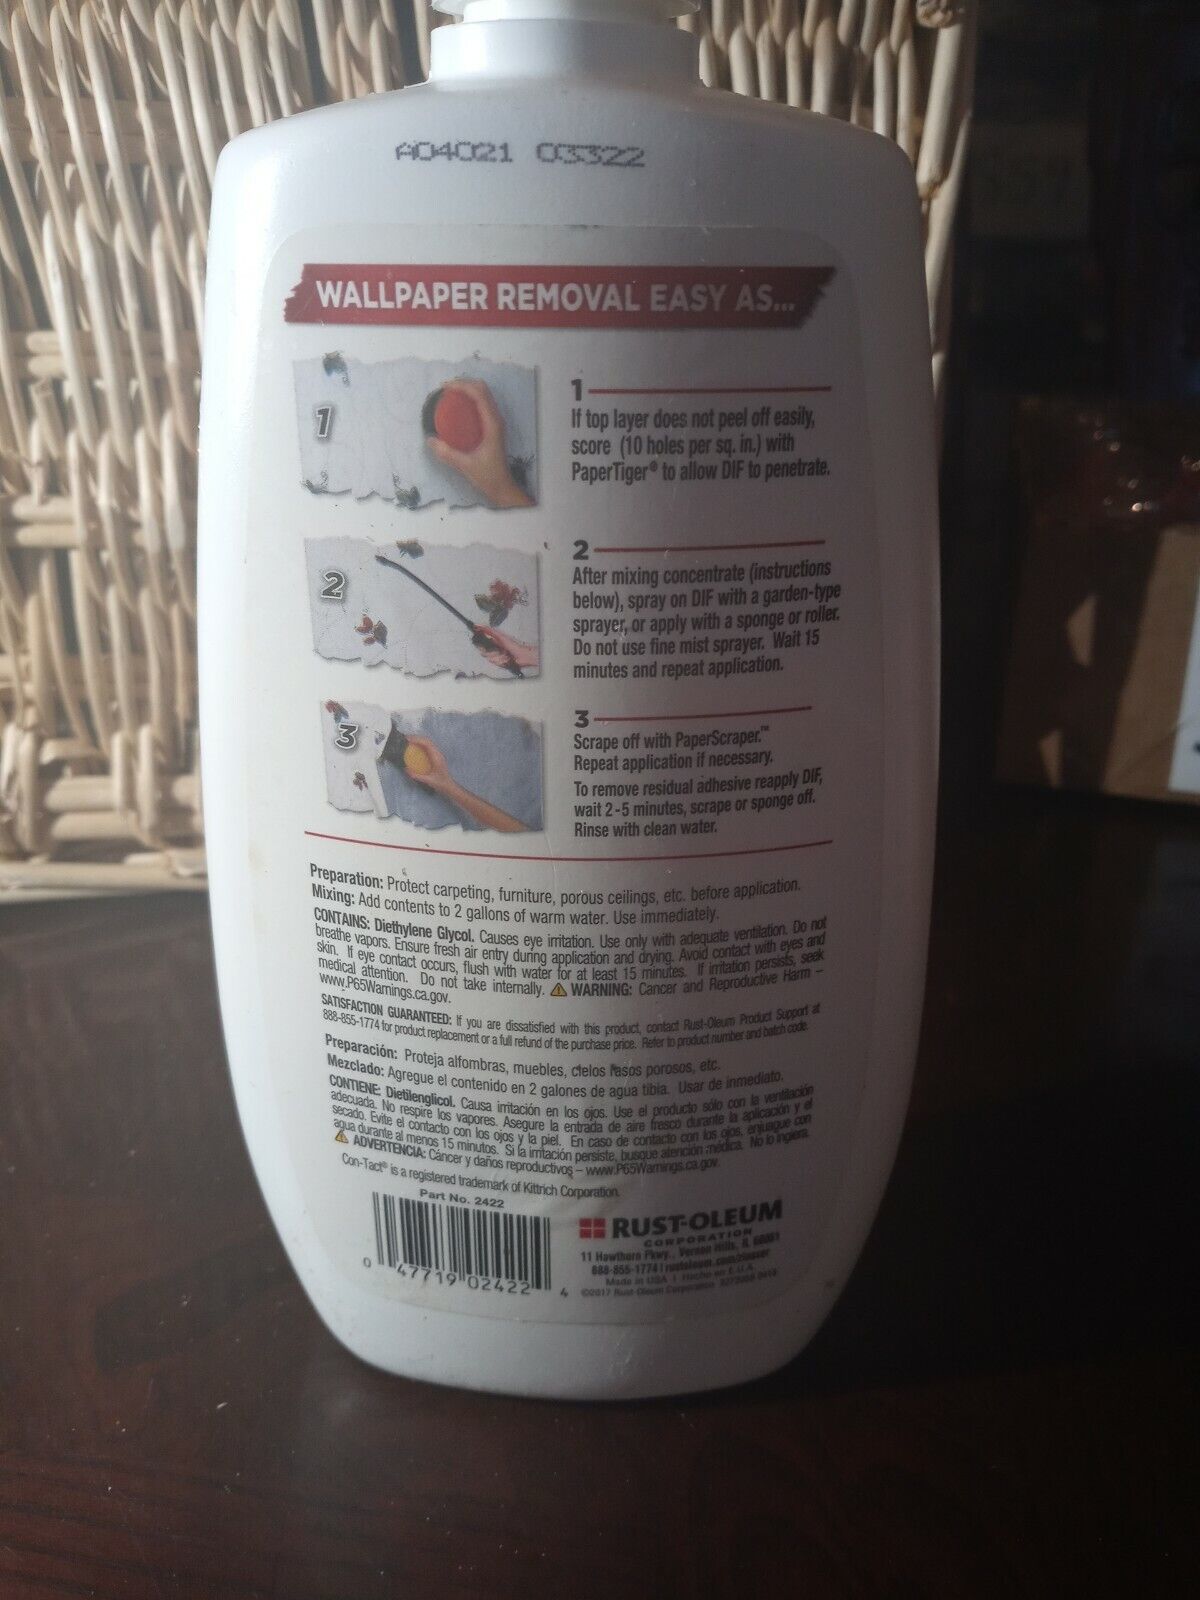 A04021 03322
WALLPAPER REMOVAL EASY AS...
1
1
If top layer does not peel off easily,
score (10 holes per sq. in.) with
PaperTiger® to allow DIF to penetrate.
2
2
After mixing concentrate (instructions
below), spray on DIF with a garden-type
sprayer, or apply with a sponge or roller.
Do not use fine mist sprayer. Wait 15
minutes and repeat application.
3
3
Scrape off with PaperScraper.™
Repeat application if necessary.
To remove residual adhesive reapply DIF,
wait 2-5 minutes, scrape or sponge off.
Rinse with clean water.
Preparation: Protect carpeting, furniture, porous ceilings, etc. before application.
Mixing: Add contents to 2 gallons of warm water. Use immediately.
CONTAINS: Diethylene Glycol. Causes eye irritation. Use only with adequate ventilation. Do not
breathe vapors. Ensure fresh air entry during application and drying. Avoid contact with eyes and
skin. If eye contact occurs, flush with water for at least 15 minutes. If irritation persists, seek
medical attention. Do not take internally. ⚠ WARNING: Cancer and Reproductive Harm –
www.P65Warnings.ca.gov.
SATISFACTION GUARANTEED: If you are dissatisfied with this product, contact Rust-Oleum Product Support at
888-855-1774 for product replacement or a full refund of the purchase price. Refer to product number and batch code.
Preparación: Proteja alfombras, muebles, cielos rasos porosos, etc.
Mezclado: Agregue el contenido en 2 galones de agua tibia. Usar de inmediato.
CONTIENE: Dietilenglicol. Causa irritación en los ojos. Use el producto sólo con la ventilación
adecuada. No respire los vapores. Asegure la entrada de aire fresco durante la aplicación y el
secado. Evite el contacto con los ojos y la piel. En caso de contacto con los ojos, enjuague con
agua durante al menos 15 minutos. Si la irritación persiste, busque atención médica. No lo ingiera.
⚠ ADVERTENCIA: Cáncer y daños reproductivos – www.P65Warnings.ca.gov.
Con-Tact® is a registered trademark of Kittrich Corporation.
Part No. 2422
0 47719 02422 4
RUST-OLEUM
CORPORATION
11 Hawthorn Pkwy., Vernon Hills, IL 60061
888-855-1774 | rustoleum.com/zinsser
Made in USA | Hecho en E.U.A.
©2017 Rust-Oleum Corporation